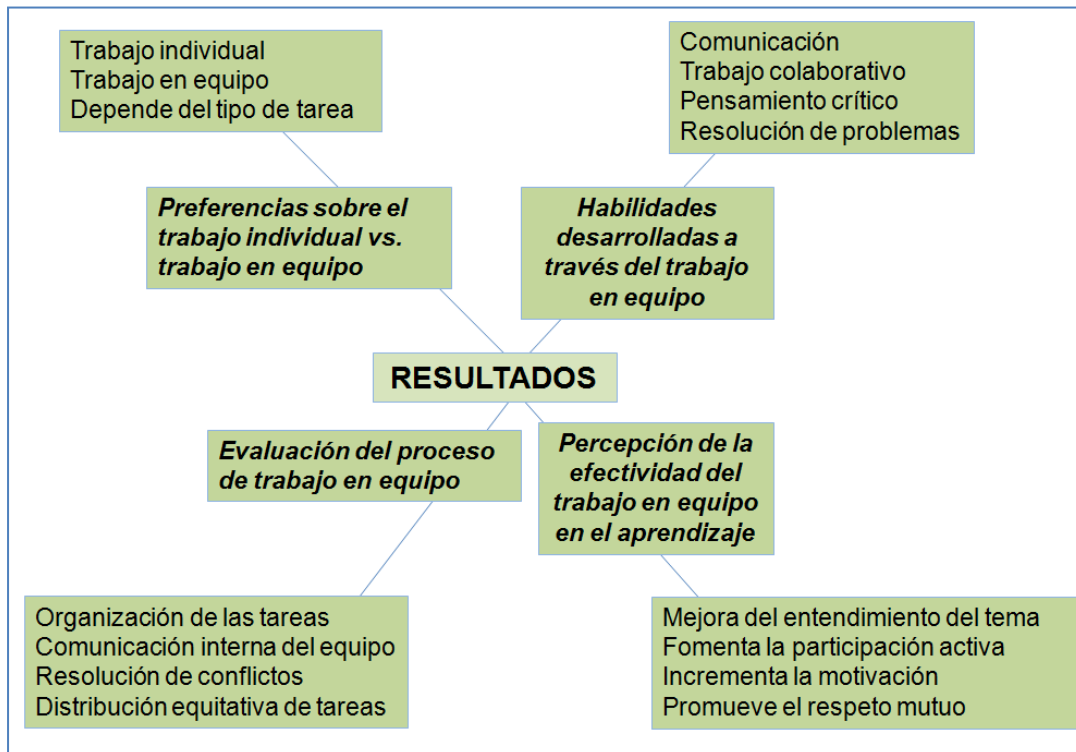 Trabajo individual
Trabajo en equipo
Depende del tipo de tarea
Comunicación
Trabajo colaborativo
Pensamiento crítico
Resolución de problemas
Preferencias sobre el
trabajo individual vs.
trabajo en equipo
Habilidades
desarrolladas a
través del trabajo
en equipo
RESULTADOS
Evaluación del proceso
de trabajo en equipo
Percepción de la
efectividad del
trabajo en equipo
en el aprendizaje
Organización de las tareas
Comunicación interna del equipo
Resolución de conflictos
Distribución equitativa de tareas
Mejora del entendimiento del tema
Fomenta la participación activa
Incrementa la motivación
Promueve el respeto mutuo